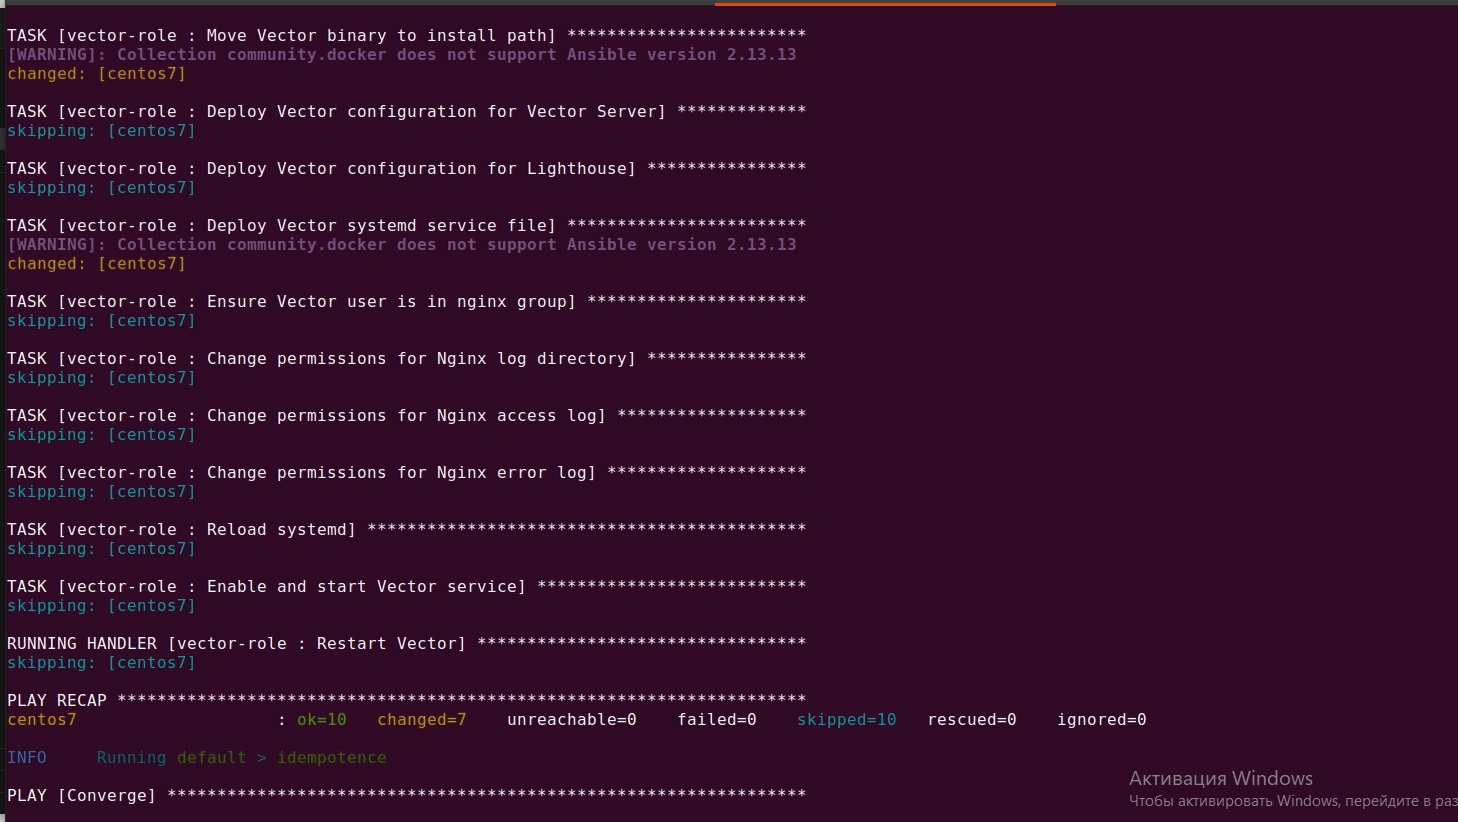 TASK [vector-role : Move Vector binary to install path] ************************
[WARNING]: Collection community.docker does not support Ansible version 2.13.13
changed: [centos7]
TASK [vector-role : Deploy Vector configuration for Vector Server] *************
skipping: [centos7]
TASK [vector-role : Deploy Vector configuration for Lighthouse] ****************
skipping: [centos7]
TASK [vector-role : Deploy Vector systemd service file] ************************
[WARNING]: Collection community.docker does not support Ansible version 2.13.13
changed: [centos7]
TASK [vector-role : Ensure Vector user is in nginx group] **********************
skipping: [centos7]
TASK [vector-role : Change permissions for Nginx log directory] ****************
skipping: [centos7]
TASK [vector-role : Change permissions for Nginx access log] *******************
skipping: [centos7]
TASK [vector-role : Change permissions for Nginx error log] ********************
skipping: [centos7]
TASK [vector-role : Reload systemd] ********************************************
skipping: [centos7]
TASK [vector-role : Enable and start Vector service] ***************************
skipping: [centos7]
RUNNING HANDLER [vector-role : Restart Vector] *********************************
skipping: [centos7]
PLAY RECAP *********************************************************************
centos7                    : ok=10   changed=7    unreachable=0    failed=0    skipped=10   rescued=0    ignored=0
INFO     Running default > idempotence
PLAY [Converge] ****************************************************************
Активация Windows
Чтобы активировать Windows, перейдите в раз